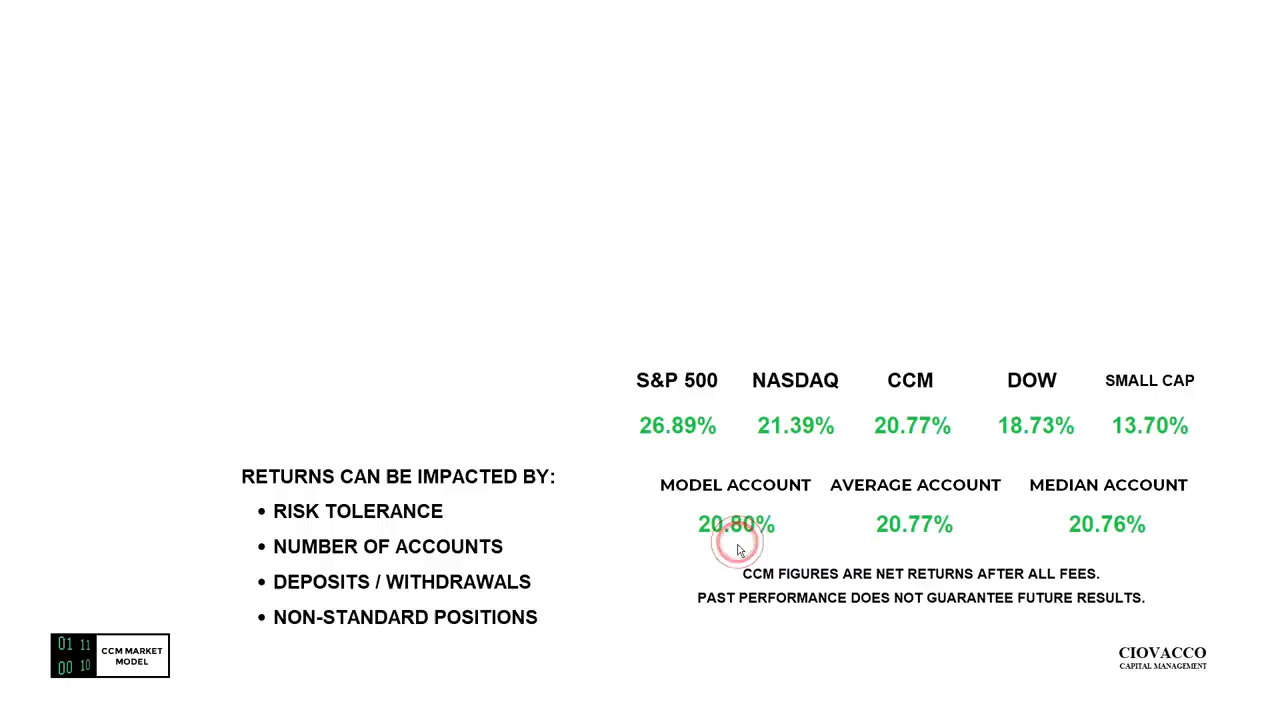 S&P 500 NASDAQ CCM DOW SMALL CAP
26.89% 21.39% 20.77% 18.73% 13.70%
RETURNS CAN BE IMPACTED BY:
• RISK TOLERANCE
• NUMBER OF ACCOUNTS
• DEPOSITS / WITHDRAWALS
• NON-STANDARD POSITIONS
MODEL ACCOUNT AVERAGE ACCOUNT MEDIAN ACCOUNT
20.80% 20.77% 20.76%
CCM FIGURES ARE NET RETURNS AFTER ALL FEES.
PAST PERFORMANCE DOES NOT GUARANTEE FUTURE RESULTS.
01 11
00 10
CCM MARKET
MODEL
CIOVACCO
CAPITAL MANAGEMENT